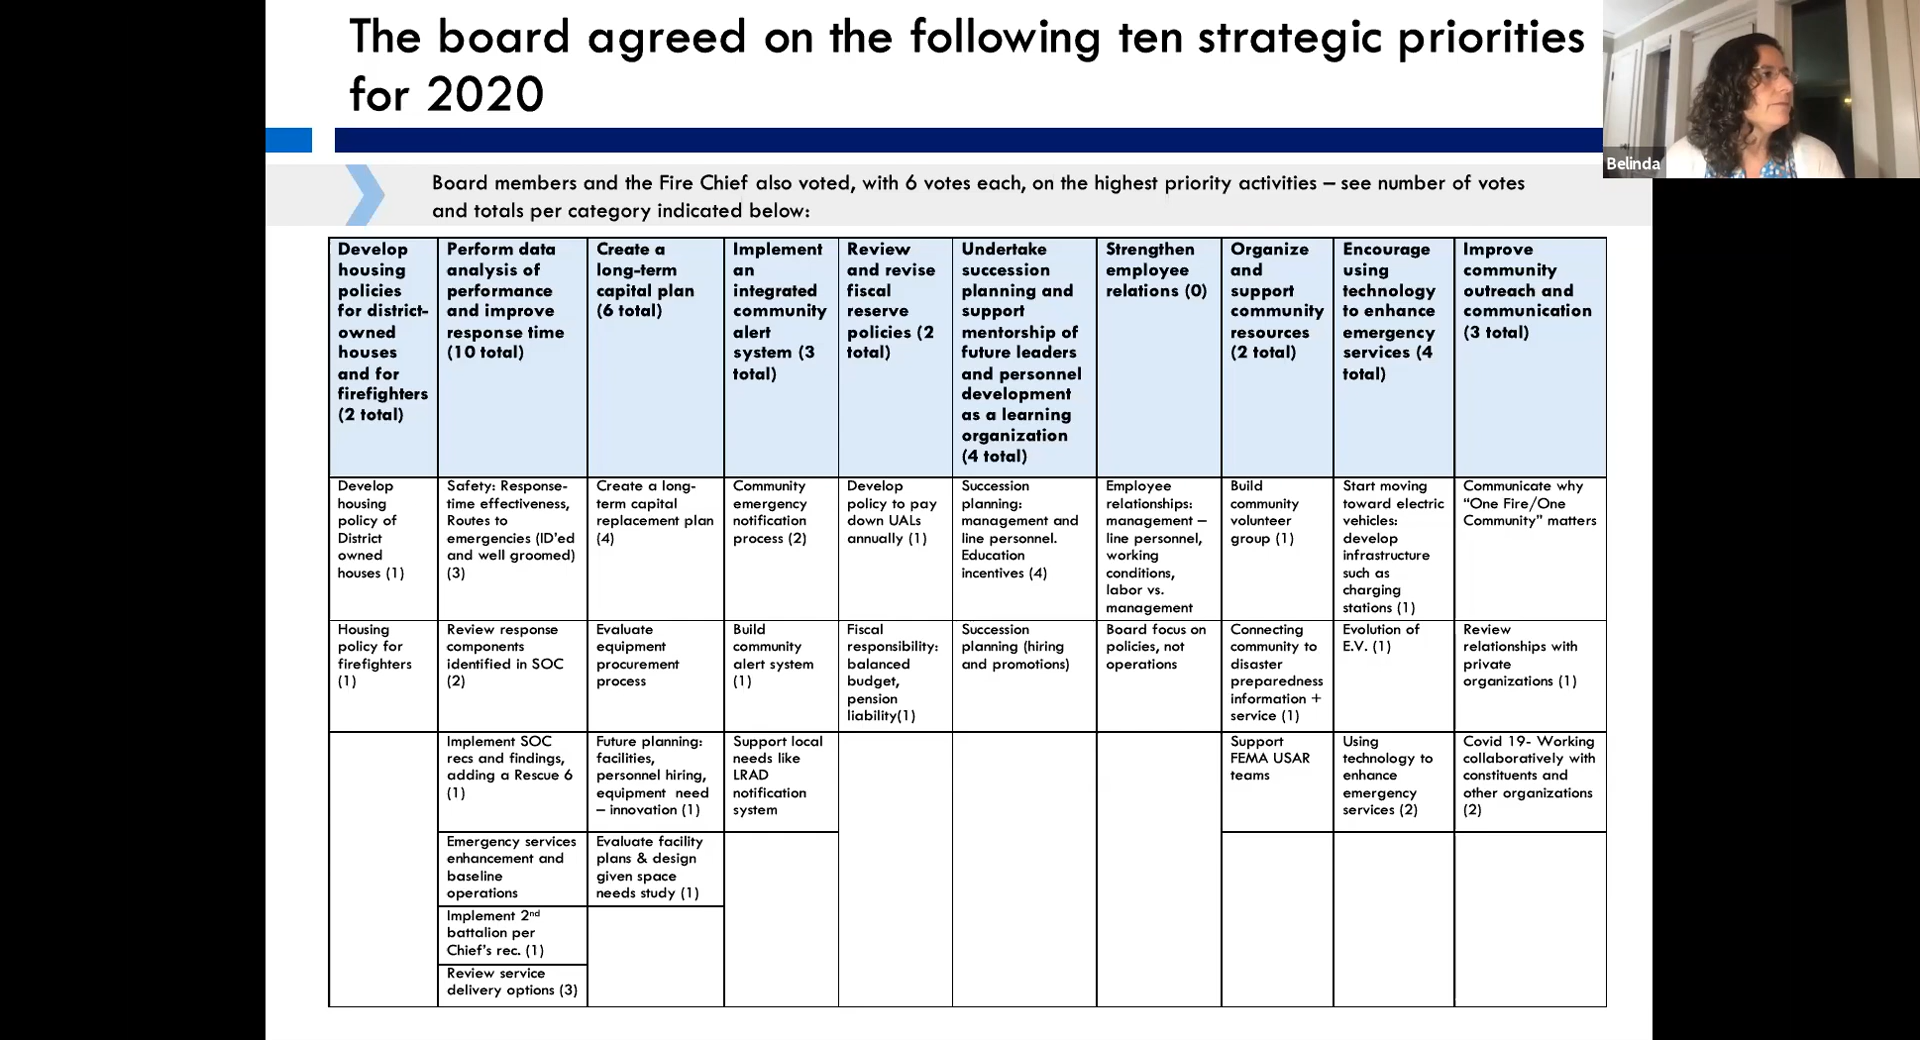 The board agreed on the following ten strategic priorities
for 2020
Belinda
Board members and the Fire Chief also voted, with 6 votes each, on the highest priority activities – see number of votes
and totals per category indicated below:
Develop
housing
policies
for district-
owned
houses
and for
firefighters
(2 total)
Perform data
analysis of
performance
and improve
response time
(10 total)
Create a
long-term
capital plan
(6 total)
Implement
an
integrated
community
alert
system (3
total)
Review
and revise
fiscal
reserve
policies (2
total)
Undertake
succession
planning and
support
mentorship of
future leaders
and personnel
development
as a learning
organization
(4 total)
Strengthen
employee
relations (0)
Organize
and
support
community
resources
(2 total)
Encourage
using
technology
to enhance
emergency
services (4
total)
Improve
community
outreach and
communication
(3 total)
Develop
housing
policy of
District
owned
houses (1)
Safety: Response-
time effectiveness,
Routes to
emergencies (ID'ed
and well groomed)
(3)
Create a long-
term capital
replacement plan
(4)
Community
emergency
notification
process (2)
Develop
policy to pay
down UALs
annually (1)
Succession
planning:
management and
line personnel.
Education
incentives (4)
Employee
relationships:
management –
line personnel,
working
conditions,
labor vs.
management
Build
community
volunteer
group (1)
Start moving
toward electric
vehicles:
develop
infrastructure
such as
charging
stations (1)
Communicate why
“One Fire/One
Community” matters
Housing
policy for
firefighters
(1)
Review response
components
identified in SOC
(2)
Evaluate
equipment
procurement
process
Build
community
alert system
(1)
Fiscal
responsibility:
balanced
budget,
pension
liability(1)
Succession
planning (hiring
and promotions)
Board focus on
policies, not
operations
Connecting
community to
disaster
preparedness
information +
service (1)
Evolution of
E.V. (1)
Review
relationships with
private
organizations (1)
Implement SOC
recs and findings,
adding a Rescue 6
(1)
Future planning:
facilities,
personnel hiring,
equipment need
– innovation (1)
Support local
needs like
LRAD
notification
system
Support
FEMA USAR
teams
Using
technology to
enhance
emergency
services (2)
Covid 19- Working
collaboratively with
constituents and
other organizations
(2)
Emergency services
enhancement and
baseline
operations
Evaluate facility
plans & design
given space
needs study (1)
Implement 2nd
battalion per
Chief's rec. (1)
Review service
delivery options (3)